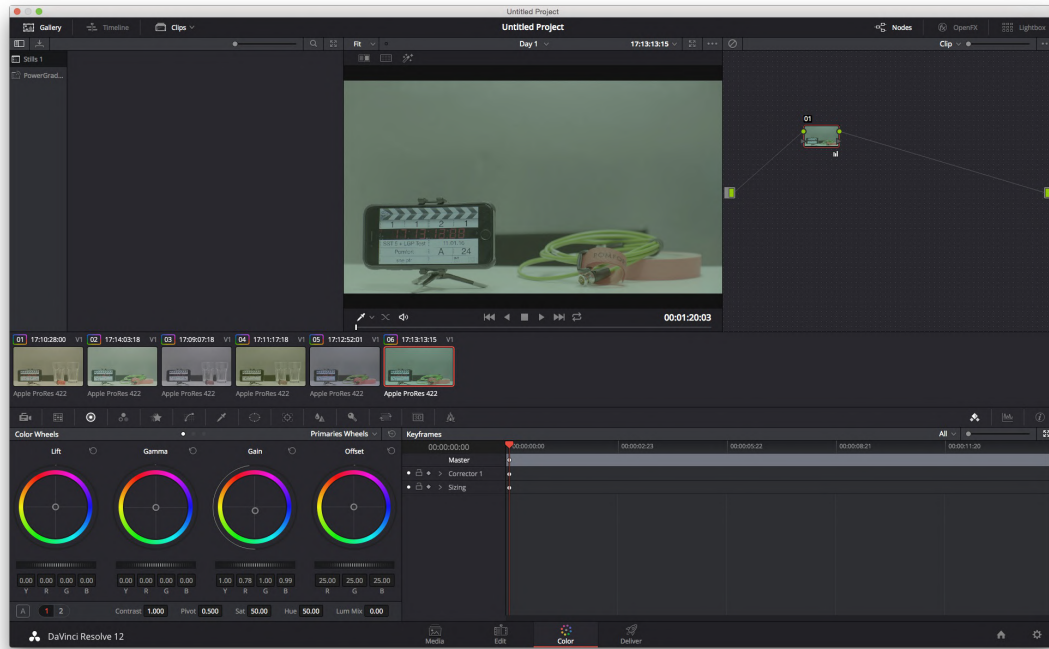 Untitled Project
Gallery Timeline Clips Untitled Project Nodes OpenFX Lightbox
Fit Day 1 17:13:13:15 Clip
Stills 1
PowerGrad...
01
1 1 2 1
A 24
00:01:20:03
01 17:10:28:00 V1 02 17:14:03:18 V1 03 17:09:07:18 V1 04 17:11:17:18 V1 05 17:12:52:01 V1 06 17:13:13:15 V1
Apple ProRes 422 Apple ProRes 422 Apple ProRes 422 Apple ProRes 422 Apple ProRes 422 Apple ProRes 422
Color Wheels Primaries Wheels Keyframes All
Lift Gamma Gain Offset
00:00:00:00 00:00:00:00 00:00:02:23 00:00:05:22 00:00:08:21 00:00:11:20
Master
Corrector 1
Sizing
0.00 0.00 0.00 0.00 0.00 0.00 0.00 0.00 1.00 0.78 1.00 0.99 25.00 25.00 25.00
Y R G B Y R G B Y R G B R G B
A 1 2 Contrast 1.000 Pivot 0.500 Sat 50.00 Hue 50.00 Lum Mix 0.00
DaVinci Resolve 12 Media Edit Color Deliver